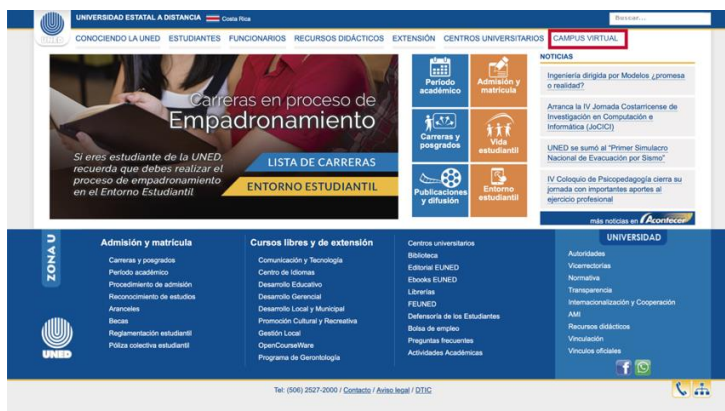 UNIVERSIDAD ESTATAL A DISTANCIA Costa Rica
Buscar...
UNED
CONOCIENDO LA UNED ESTUDIANTES FUNCIONARIOS RECURSOS DIDÁCTICOS EXTENSIÓN CENTROS UNIVERSITARIOS CAMPUS VIRTUAL
Carreras en proceso de
Empadronamiento
Si eres estudiante de la UNED,
recuerda que debes realizar el
proceso de empadronamiento
en el Entorno Estudiantil
LISTA DE CARRERAS
ENTORNO ESTUDIANTIL
Período
académico
Admisión y
matrícula
Carreras y
posgrados
Vida
estudiantil
Publicaciones
y difusión
Entorno
estudiantil
NOTICIAS
Ingeniería dirigida por Modelos ¿promesa
o realidad?
Arranca la IV Jornada Costarricense de
Investigación en Computación e
Informática (JoCICI)
UNED se sumó al "Primer Simulacro
Nacional de Evacuación por Sismo"
IV Coloquio de Psicopedagogía cierra su
jornada con importantes aportes al
ejercicio profesional
más noticias en Acontecer
ZONA U
UNED
Admisión y matrícula
Carreras y posgrados
Período académico
Procedimiento de admisión
Reconocimiento de estudios
Aranceles
Becas
Reglamentación estudiantil
Póliza colectiva estudiantil
Cursos libres y de extensión
Comunicación y Tecnología
Centro de Idiomas
Desarrollo Educativo
Desarrollo Gerencial
Desarrollo Local y Municipal
Promoción Cultural y Recreativa
Gestión Local
OpenCourseWare
Programa de Gerontología
Centros universitarios
Biblioteca
Editorial EUNED
Ebooks EUNED
Librerías
FEUNED
Defensoría de los Estudiantes
Bolsa de empleo
Preguntas frecuentes
Actividades Académicas
UNIVERSIDAD
Autoridades
Vicerrectorías
Normativa
Transparencia
Internacionalización y Cooperación
AMI
Recursos didácticos
Vinculación
Vínculos oficiales
Tel: (506) 2527-2000 / Contacto / Aviso legal / DTIC